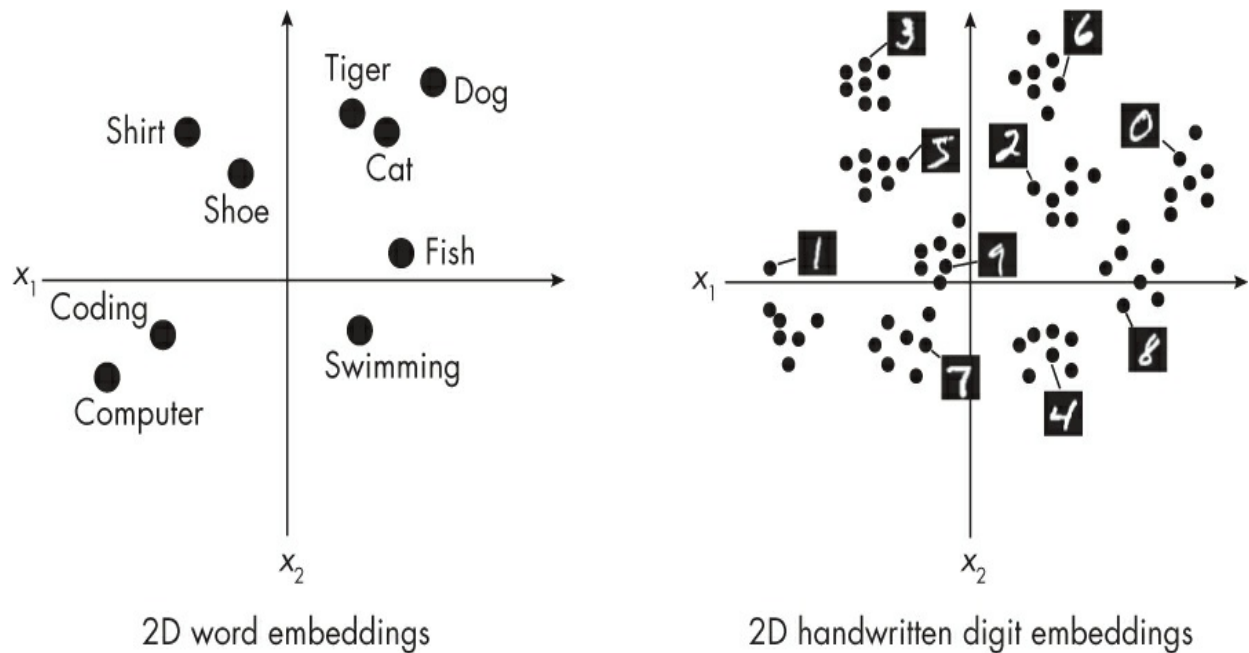 Tiger
Dog
Shirt
Cat
Shoe
Fish
x1
Coding
Swimming
Computer
x2
2D word embeddings
3
6
0
5
2
1
9
x1
8
7
4
x2
2D handwritten digit embeddings